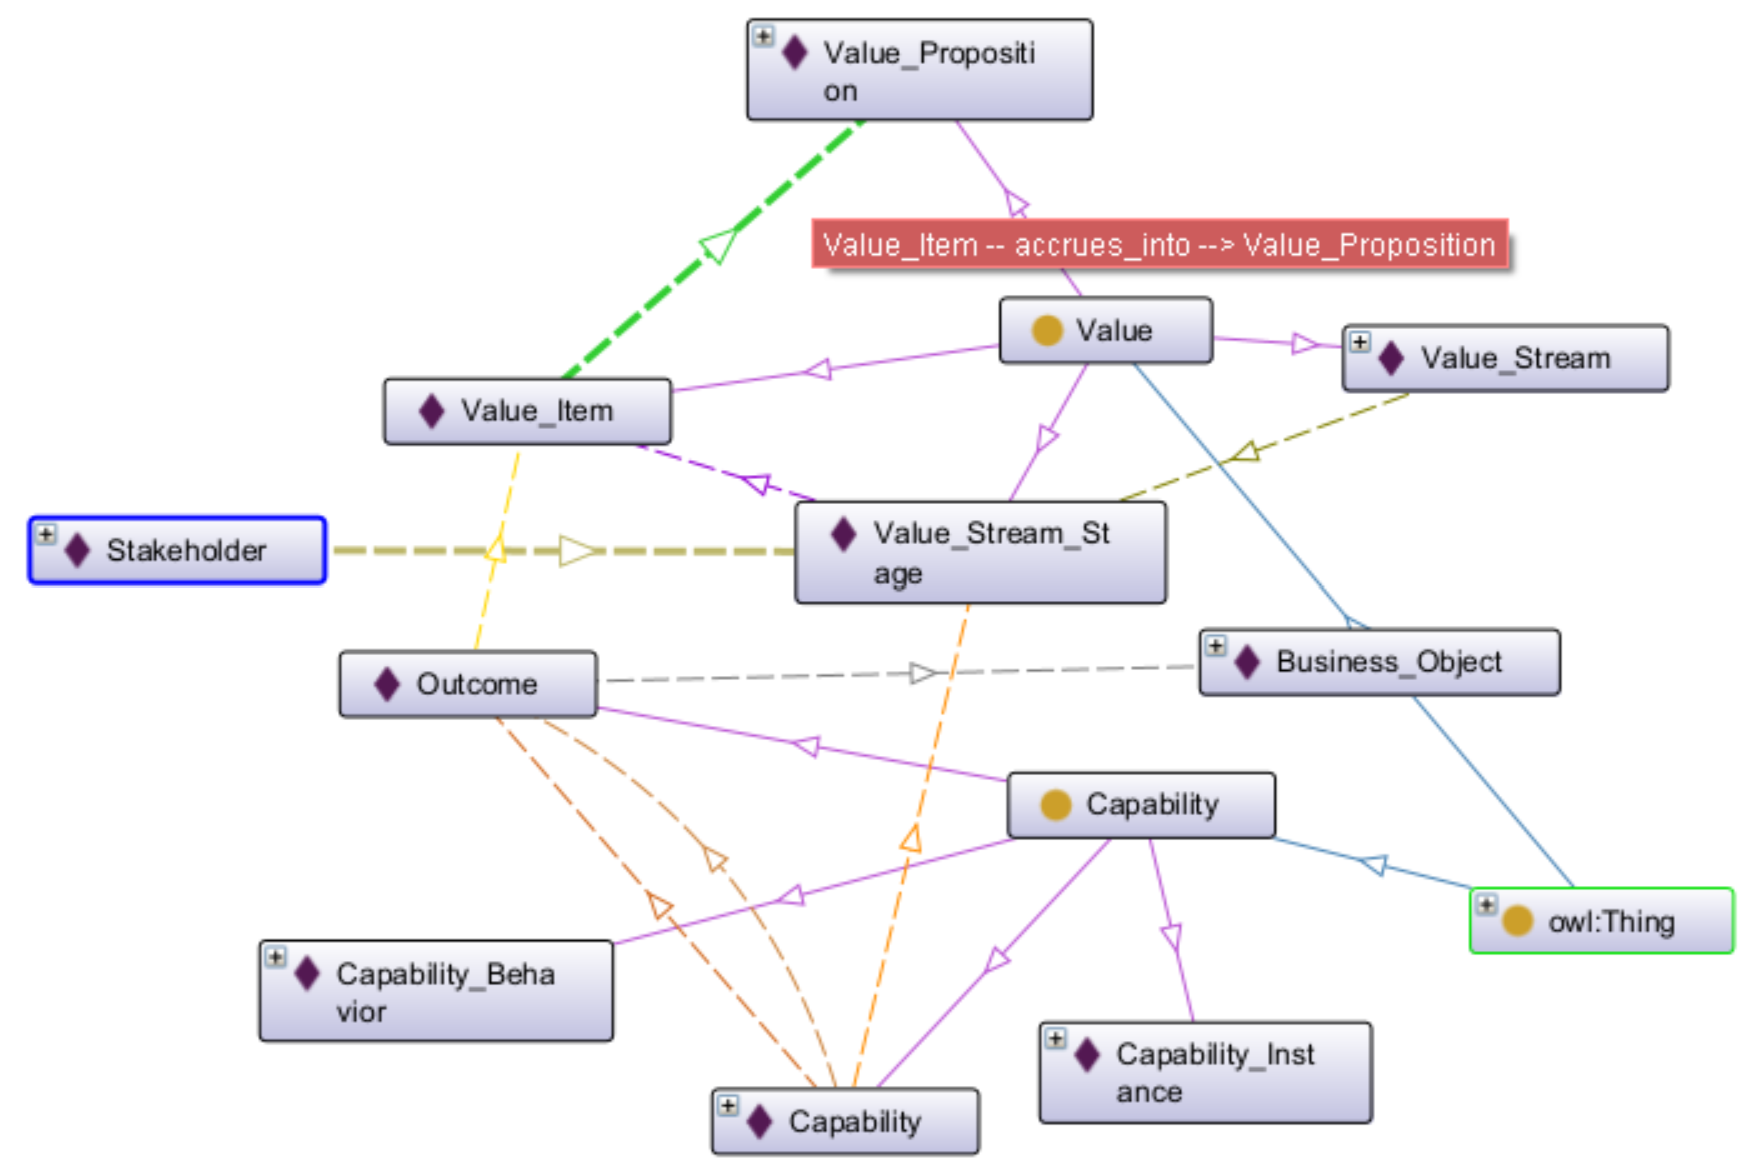 Value_Propositi
on
Value_Item -- accrues_into --> Value_Proposition
Value
Value_Stream
Value_Item
Value_Stream_St
age
Stakeholder
Business_Object
Outcome
Capability
owl:Thing
Capability_Beha
vior
Capability_Inst
ance
Capability